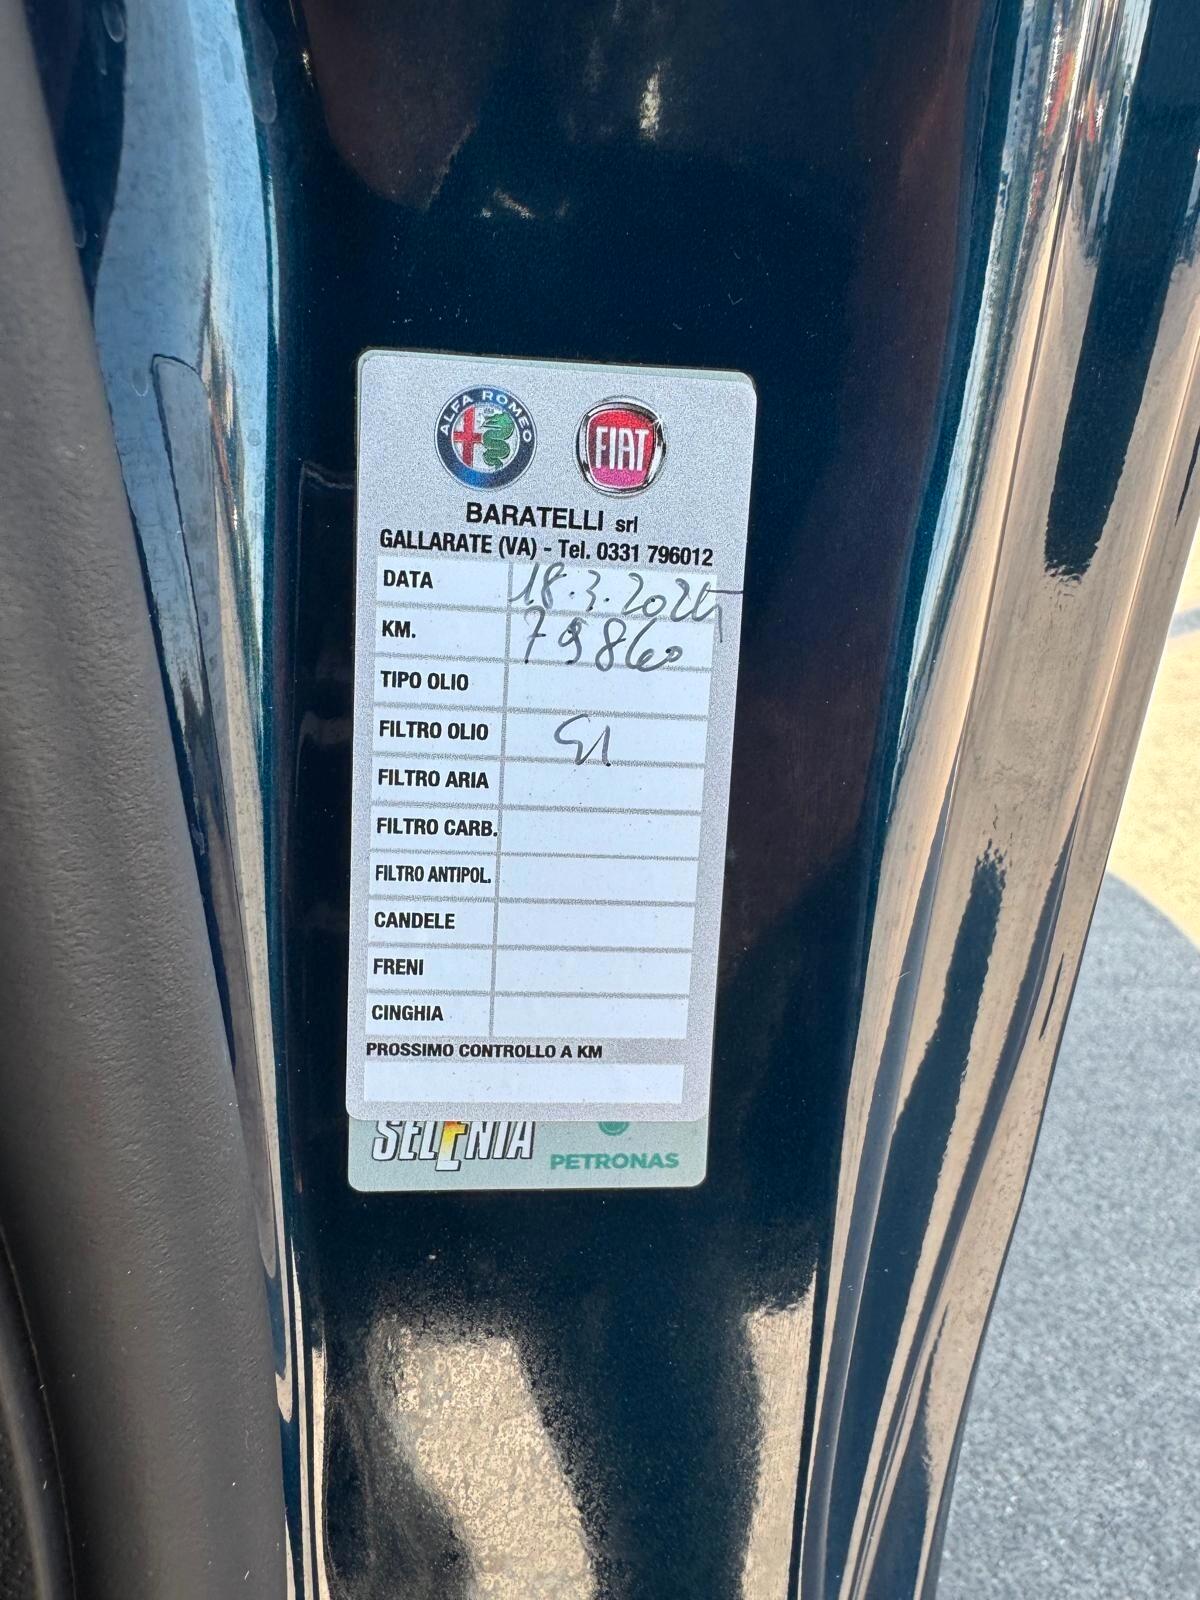 ALFA ROMEO
FIAT
BARATELLI srl
GALLARATE (VA) - Tel. 0331 796012
DATA 18.3.2025
KM. 79860
TIPO OLIO
FILTRO OLIO SI
FILTRO ARIA
FILTRO CARB.
FILTRO ANTIPOL.
CANDELE
FRENI
CINGHIA
PROSSIMO CONTROLLO A KM
SELENIA
PETRONAS